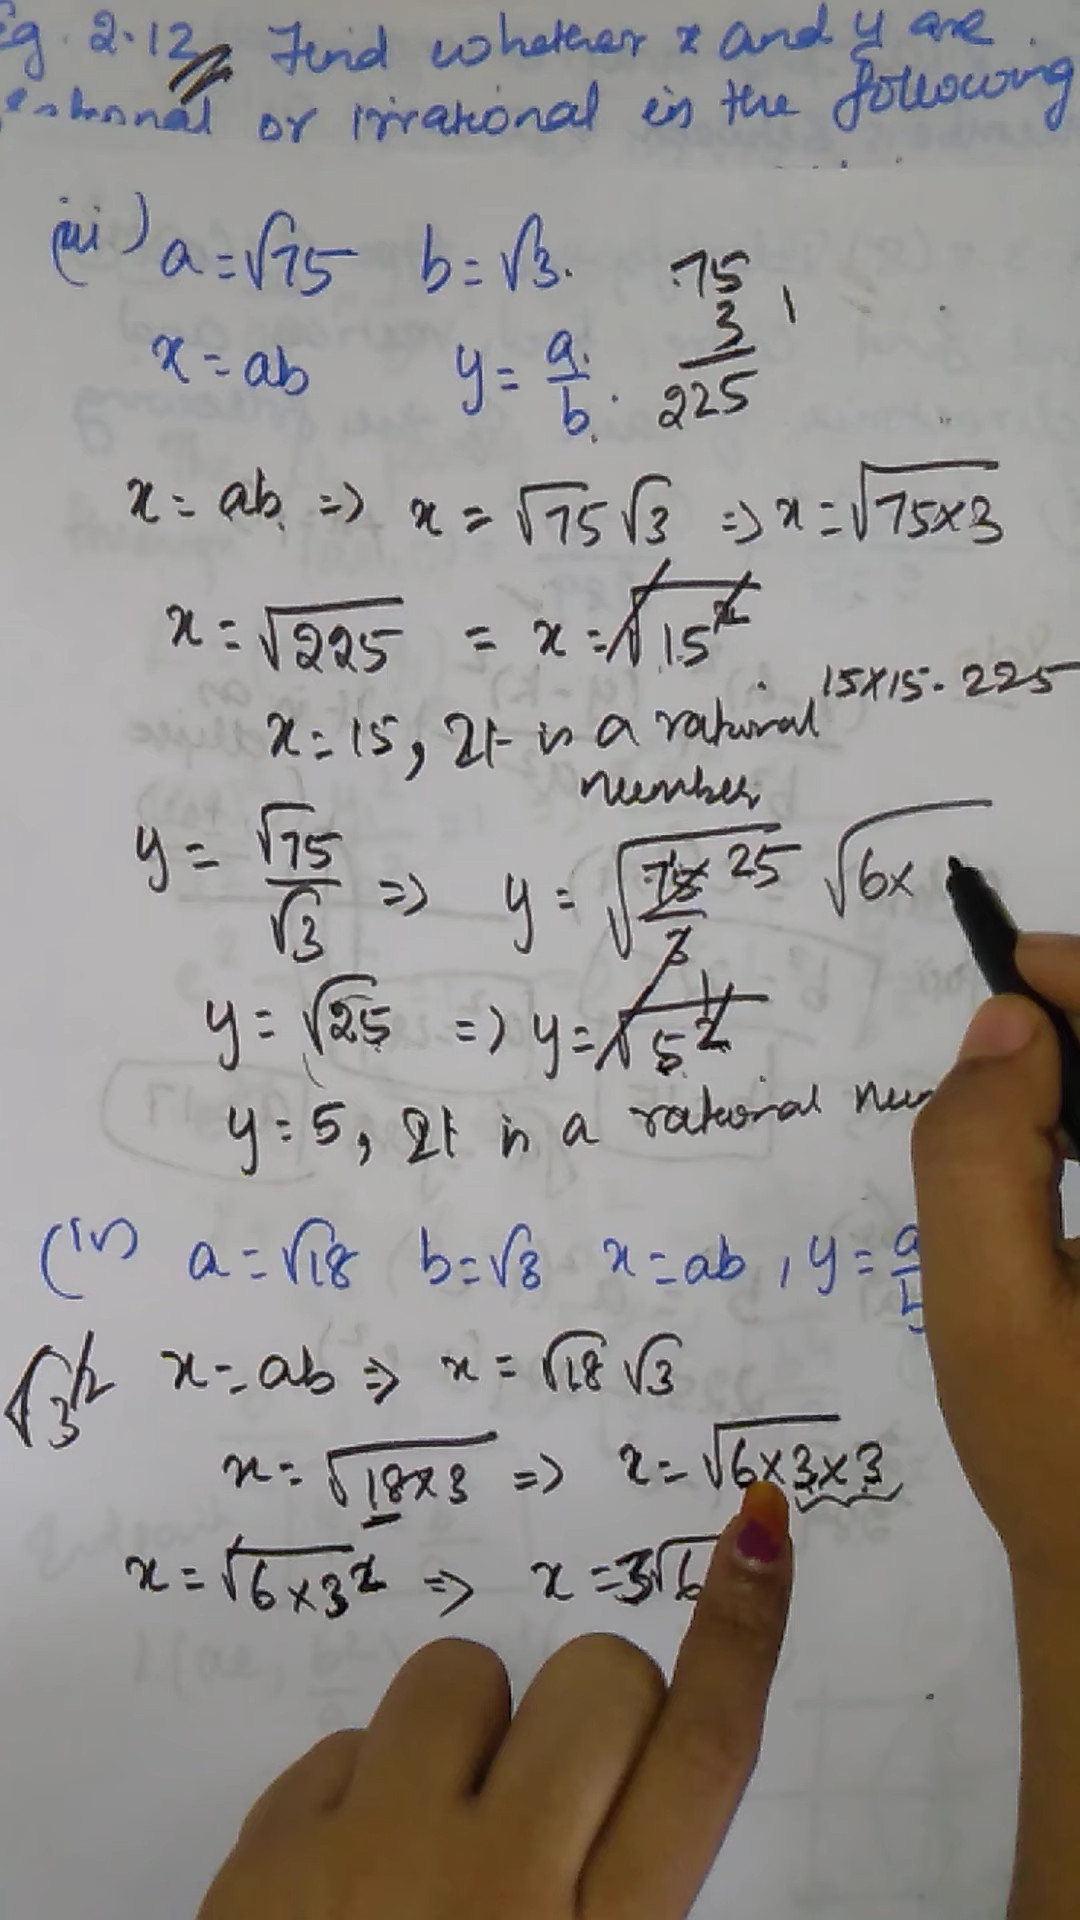 Eg. 2.12 Find whether x and y are
rational or irrational in the following
(iii) a = √75 b = √3. 75
3 1
x = ab y = a/b 225
x = ab => x = √75 √3 => x = √75×3
x = √225 = x = √15²
15×15 = 225
x = 15, It is a rational
number
y = √75/√3 => y = √75/3 25 √6×
y = √25 => y = √5²
y = 5, It is a rational
(iv) a = √18 b = √3 x = ab, y = a/b
√3² x = ab => x = √18 √3
x = √18×3 => x = √6×3×3
x = √6×3² => x = 3√6